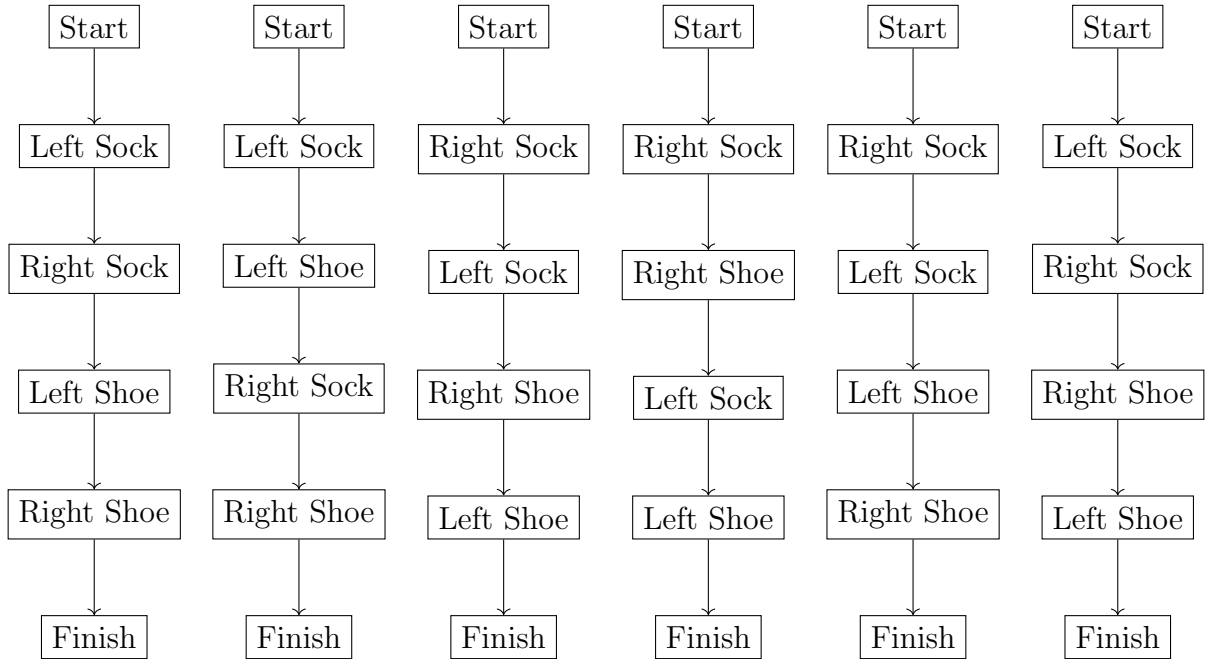 Start Start Start Start Start Start
Left Sock Left Sock Right Sock Right Sock Right Sock Left Sock
Right Sock Left Shoe Left Sock Right Shoe Left Sock Right Sock
Left Shoe Right Sock Right Shoe Left Sock Left Shoe Right Shoe
Right Shoe Right Shoe Left Shoe Left Shoe Right Shoe Left Shoe
Finish Finish Finish Finish Finish Finish